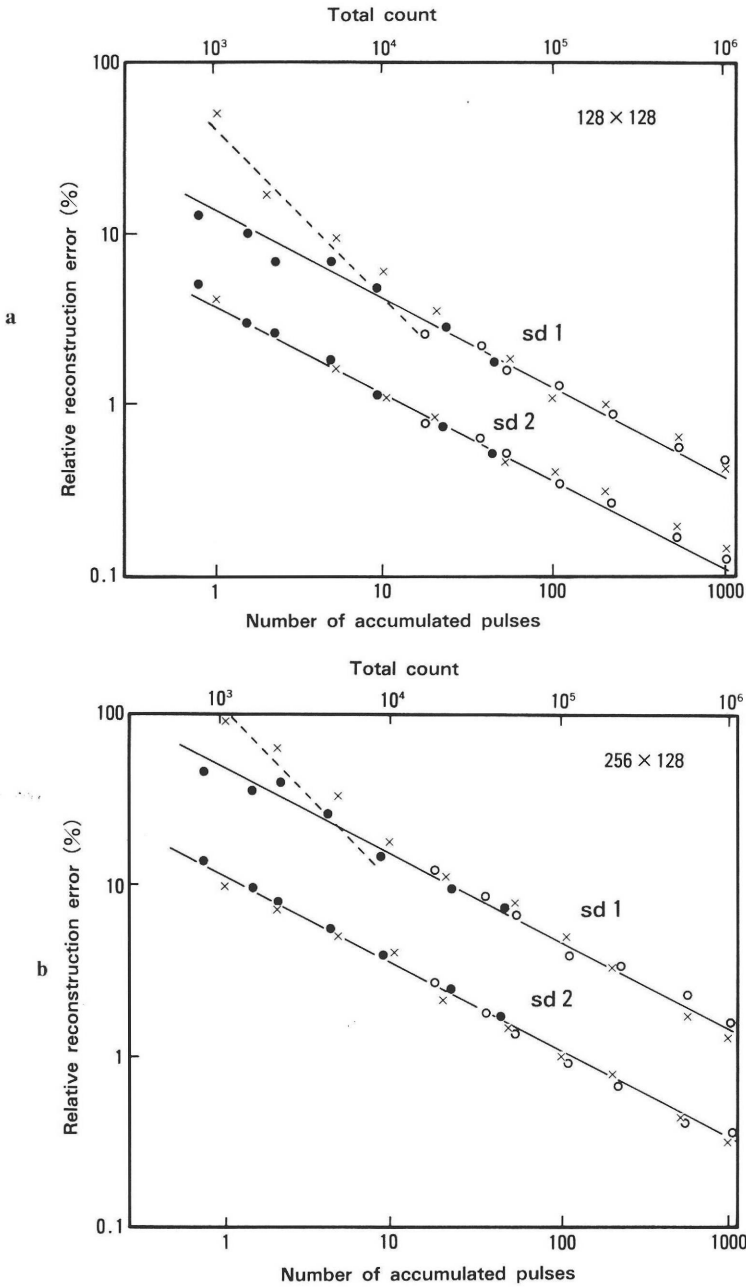 Total count
10³ 10⁴ 10⁵ 10⁶
100
128 × 128
10
Relative reconstruction error (%)
a
sd 1
1
sd 2
0.1
1 10 100 1000
Number of accumulated pulses
Total count
10³ 10⁴ 10⁵ 10⁶
100
256 × 128
10
Relative reconstruction error (%)
sd 1
b
sd 2
1
0.1
1 10 100 1000
Number of accumulated pulses